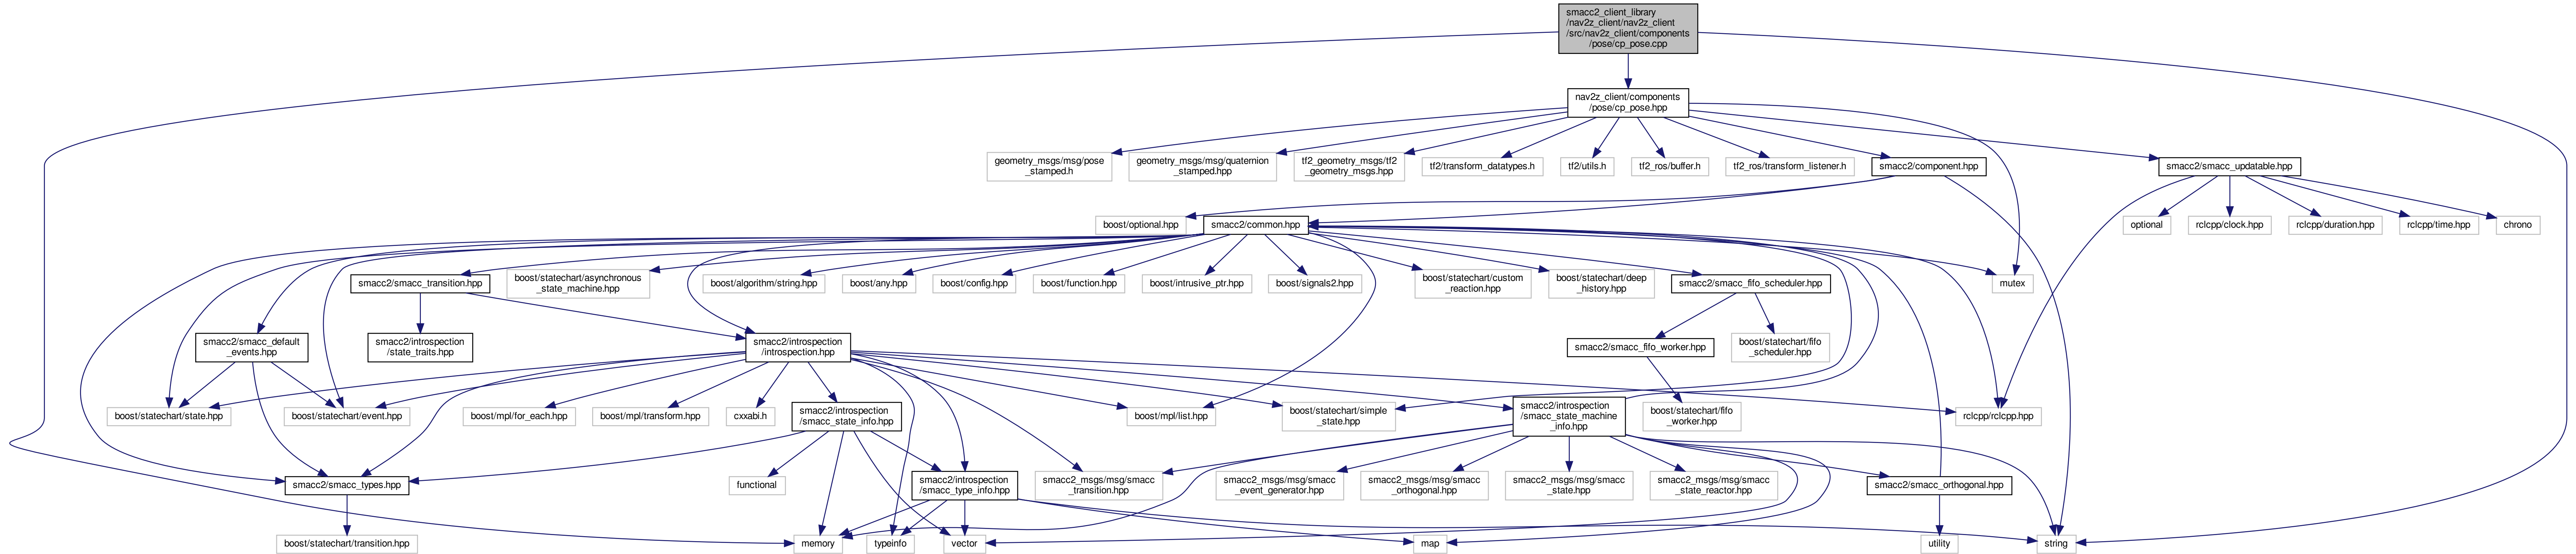 smacc2_client_library
/nav2z_client/nav2z_client
/src/nav2z_client/components
/pose/cp_pose.cpp
nav2z_client/components
/pose/cp_pose.hpp
geometry_msgs/msg/pose
_stamped.h
geometry_msgs/msg/quaternion
_stamped.hpp
tf2_geometry_msgs/tf2
_geometry_msgs.hpp
tf2/transform_datatypes.h
tf2/utils.h
tf2_ros/buffer.h
tf2_ros/transform_listener.h
smacc2/component.hpp
smacc2/smacc_updatable.hpp
boost/optional.hpp
smacc2/common.hpp
optional
rclcpp/clock.hpp
rclcpp/duration.hpp
rclcpp/time.hpp
chrono
smacc2/smacc_transition.hpp
boost/statechart/asynchronous
_state_machine.hpp
boost/algorithm/string.hpp
boost/any.hpp
boost/config.hpp
boost/function.hpp
boost/intrusive_ptr.hpp
boost/signals2.hpp
boost/statechart/custom
_reaction.hpp
boost/statechart/deep
_history.hpp
smacc2/smacc_fifo_scheduler.hpp
mutex
smacc2/smacc_default
_events.hpp
smacc2/introspection
/state_traits.hpp
smacc2/introspection
/introspection.hpp
smacc2/smacc_fifo_worker.hpp
boost/statechart/fifo
_scheduler.hpp
boost/statechart/state.hpp
boost/statechart/event.hpp
boost/mpl/for_each.hpp
boost/mpl/transform.hpp
cxxabi.h
smacc2/introspection
/smacc_state_info.hpp
boost/mpl/list.hpp
boost/statechart/simple
_state.hpp
smacc2/introspection
/smacc_state_machine
_info.hpp
boost/statechart/fifo
_worker.hpp
rclcpp/rclcpp.hpp
smacc2/smacc_types.hpp
functional
smacc2/introspection
/smacc_type_info.hpp
smacc2_msgs/msg/smacc
_transition.hpp
smacc2_msgs/msg/smacc
_event_generator.hpp
smacc2_msgs/msg/smacc
_orthogonal.hpp
smacc2_msgs/msg/smacc
_state.hpp
smacc2_msgs/msg/smacc
_state_reactor.hpp
smacc2/smacc_orthogonal.hpp
boost/statechart/transition.hpp
memory
typeinfo
vector
map
utility
string